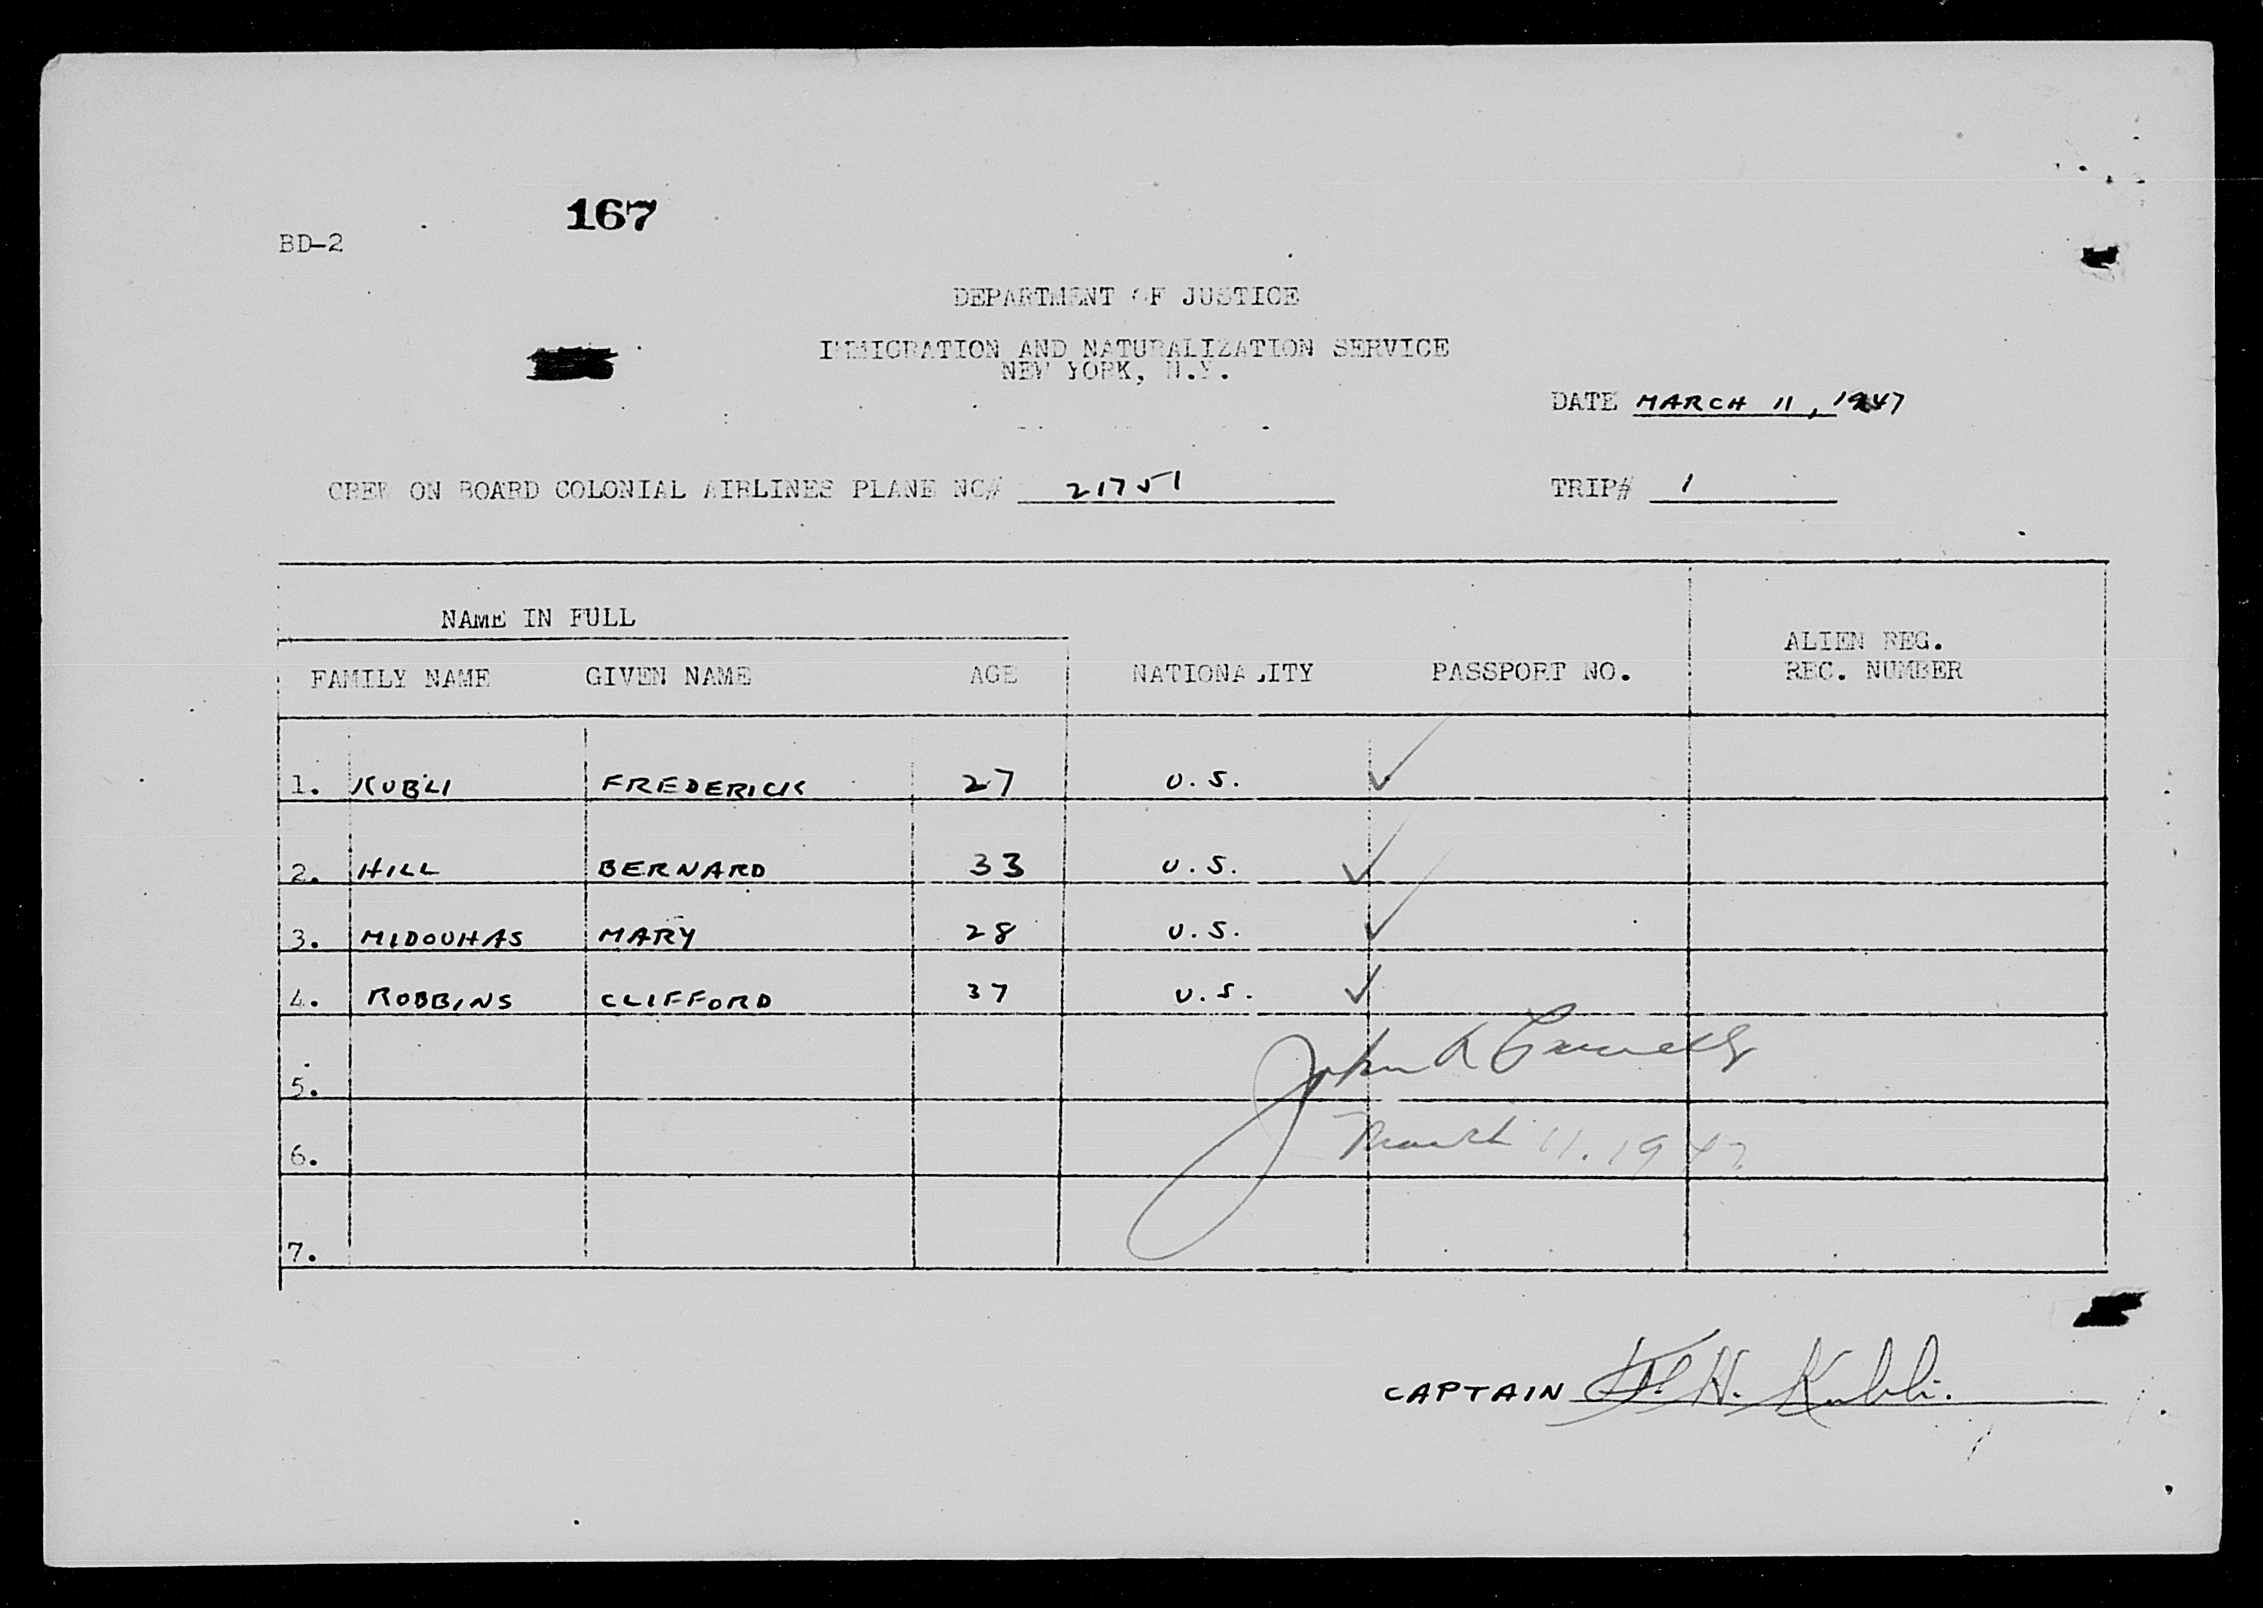 167
BD-2
DEPARTMENT OF JUSTICE
IMMIGRATION AND NATURALIZATION SERVICE
NEW YORK, N.Y.
DATE MARCH 11, 1947
CREW ON BOARD COLONIAL AIRLINES PLANE NO# 21751 TRIP# 1
NAME IN FULL
FAMILY NAME GIVEN NAME AGE NATIONALITY PASSPORT NO. ALIEN REG. REC. NUMBER
1. KUBLI FREDERICK 27 U.S. ✓
2. HILL BERNARD 33 U.S. ✓
3. MIDOUHAS MARY 28 U.S. ✓
4. ROBBINS CLIFFORD 37 U.S. ✓
John
5.
March 11. 1947
6.
7.
CAPTAIN F. H. Kubli.